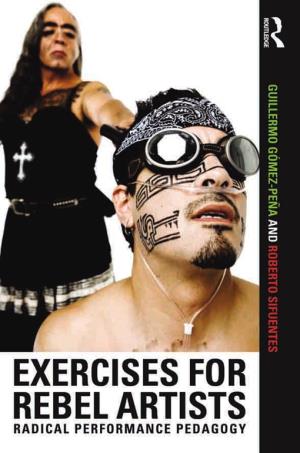 ROUTLEDGE
GUILLERMO GÓMEZ-PEÑA AND ROBERTO SIFUENTES
EXERCISES FOR
REBEL ARTISTS
RADICAL PERFORMANCE PEDAGOGY